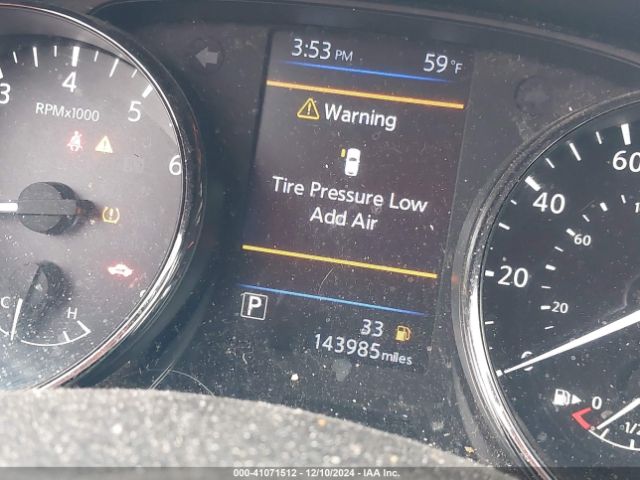 3:53 PM 59°F
Warning
Tire Pressure Low
Add Air
P
33
143985 miles
3 4 5 6
RPMx1000
C H
0 20 40 60
20 60
0 1/2
000-41071512 - 12/10/2024 - IAA Inc.